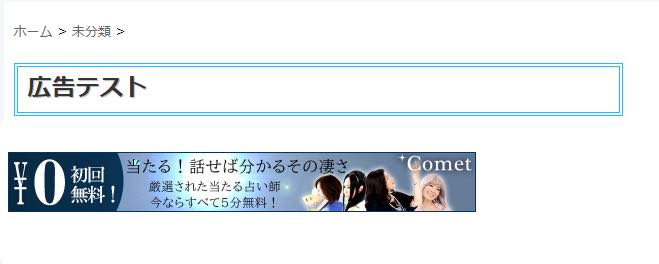 ホーム > 未分類 >
広告テスト
¥0 初回無料！
当たる！話せば分かるその凄さ
厳選された当たる占い師
今ならすべて5分無料！
Comet